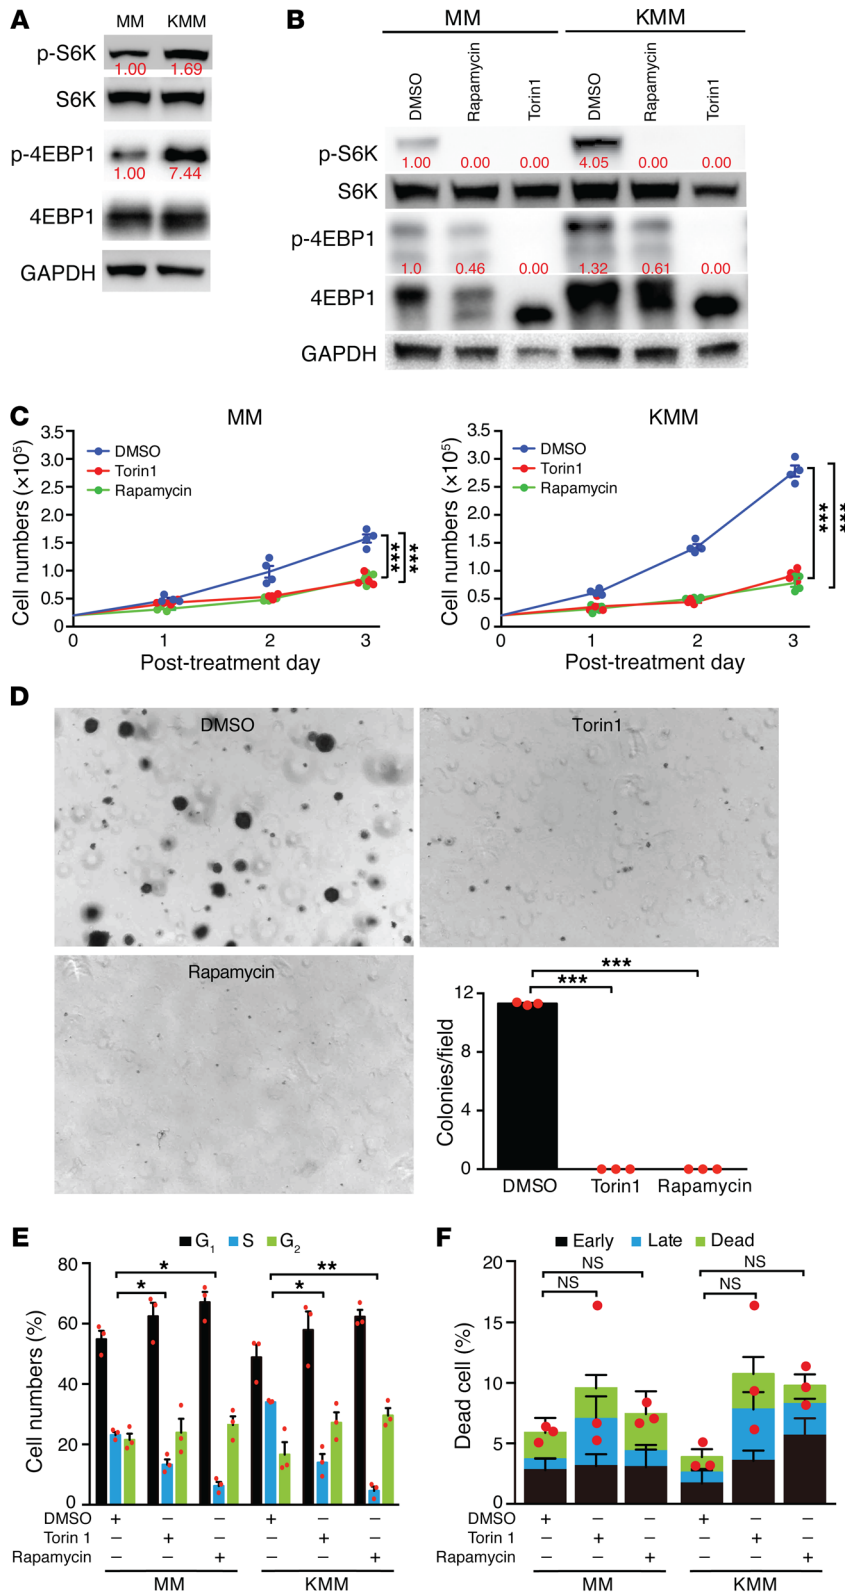 A
MM KMM
p-S6K
1.00 1.69
S6K
p-4EBP1
1.00 7.44
4EBP1
GAPDH
B
MM KMM
DMSO Rapamycin Torin1 DMSO Rapamycin Torin1
p-S6K
1.00 0.00 0.00 4.05 0.00 0.00
S6K
p-4EBP1
1.0 0.46 0.00 1.32 0.61 0.00
4EBP1
GAPDH
C
MM
Cell numbers (×10⁵)
3.5
3.0
2.5
2.0
1.5
1.0
0.5
0
DMSO
Torin1
Rapamycin
***
***
0 1 2 3
Post-treatment day
KMM
Cell numbers (×10⁵)
3.5
3.0
2.5
2.0
1.5
1.0
0.5
0
DMSO
Torin1
Rapamycin
***
***
0 1 2 3
Post-treatment day
D
DMSO
Torin1
Rapamycin
***
***
Colonies/field
12
8
4
0
DMSO Torin1 Rapamycin
E
G₁ S G₂
Cell numbers (%)
80
60
40
20
0
* **
* *
DMSO + – – + – –
Torin 1 – + – – + –
Rapamycin – – + – – +
MM KMM
F
Early Late Dead
Dead cell (%)
20
15
10
5
0
NS NS
NS NS
DMSO + – – + – –
Torin 1 – + – – + –
Rapamycin – – + – – +
MM KMM